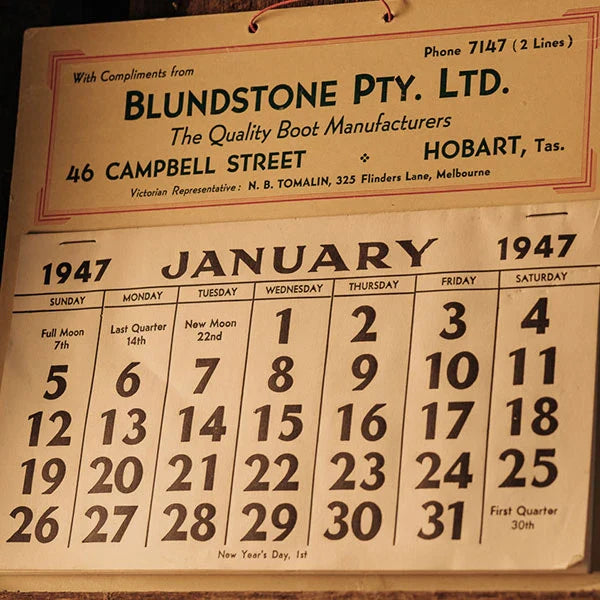 Phone 7147 (2 Lines)
With Compliments from
BLUNDSTONE PTY. LTD.
The Quality Boot Manufacturers
46 CAMPBELL STREET ❖ HOBART, Tas.
Victorian Representative: N. B. TOMALIN, 325 Flinders Lane, Melbourne
1947 JANUARY 1947
SUNDAY MONDAY TUESDAY WEDNESDAY THURSDAY FRIDAY SATURDAY
Full Moon 7th Last Quarter 14th New Moon 22nd 1 2 3 4
5 6 7 8 9 10 11
12 13 14 15 16 17 18
19 20 21 22 23 24 25
26 27 28 29 30 31 First Quarter 30th
New Year's Day, 1st